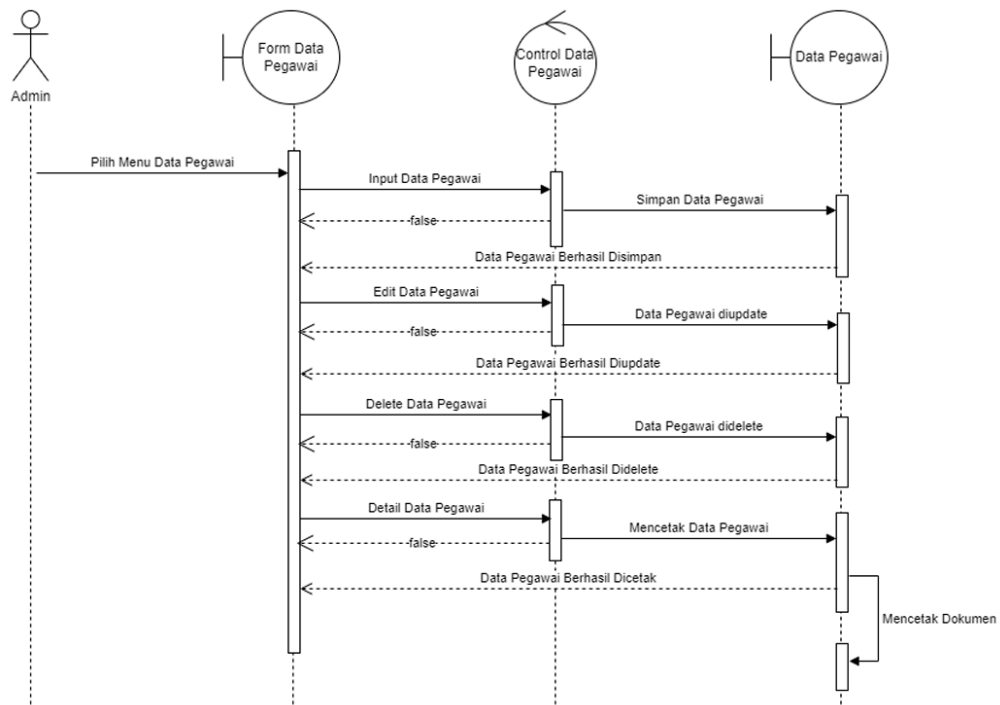 Form Data
Pegawai
Control Data
Pegawai
Data Pegawai
Admin
Pilih Menu Data Pegawai
Input Data Pegawai
Simpan Data Pegawai
false
Data Pegawai Berhasil Disimpan
Edit Data Pegawai
Data Pegawai diupdate
false
Data Pegawai Berhasil Diupdate
Delete Data Pegawai
Data Pegawai didelete
false
Data Pegawai Berhasil Didelete
Detail Data Pegawai
Mencetak Data Pegawai
false
Data Pegawai Berhasil Dicetak
Mencetak Dokumen